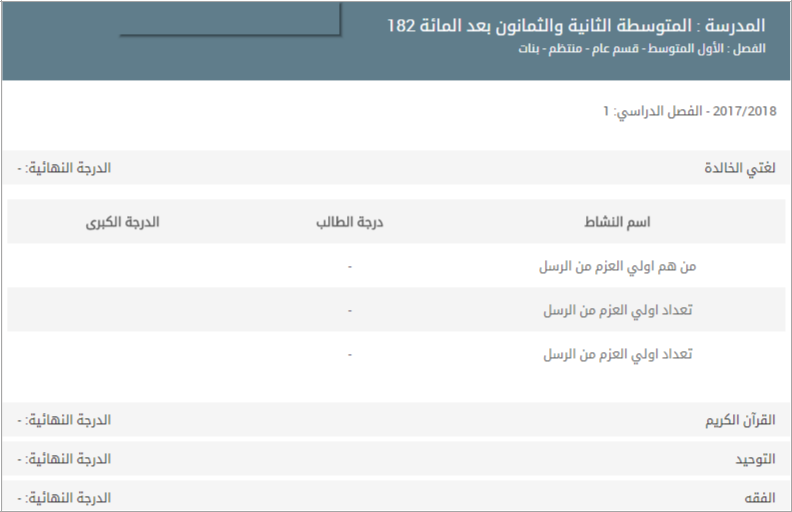 المدرسة : المتوسطة الثانية والثمانون بعد المائة 182
الفصل : الأول المتوسط - قسم عام - منتظم - بنات
2017/2018 - الفصل الدراسي: 1
لغتي الخالدة الدرجة النهائية: -
اسم النشاط درجة الطالب الدرجة الكبرى
من هم اولي العزم من الرسل -
تعداد اولي العزم من الرسل -
تعداد اولي العزم من الرسل -
القرآن الكريم الدرجة النهائية: -
التوحيد الدرجة النهائية: -
الفقه الدرجة النهائية: -